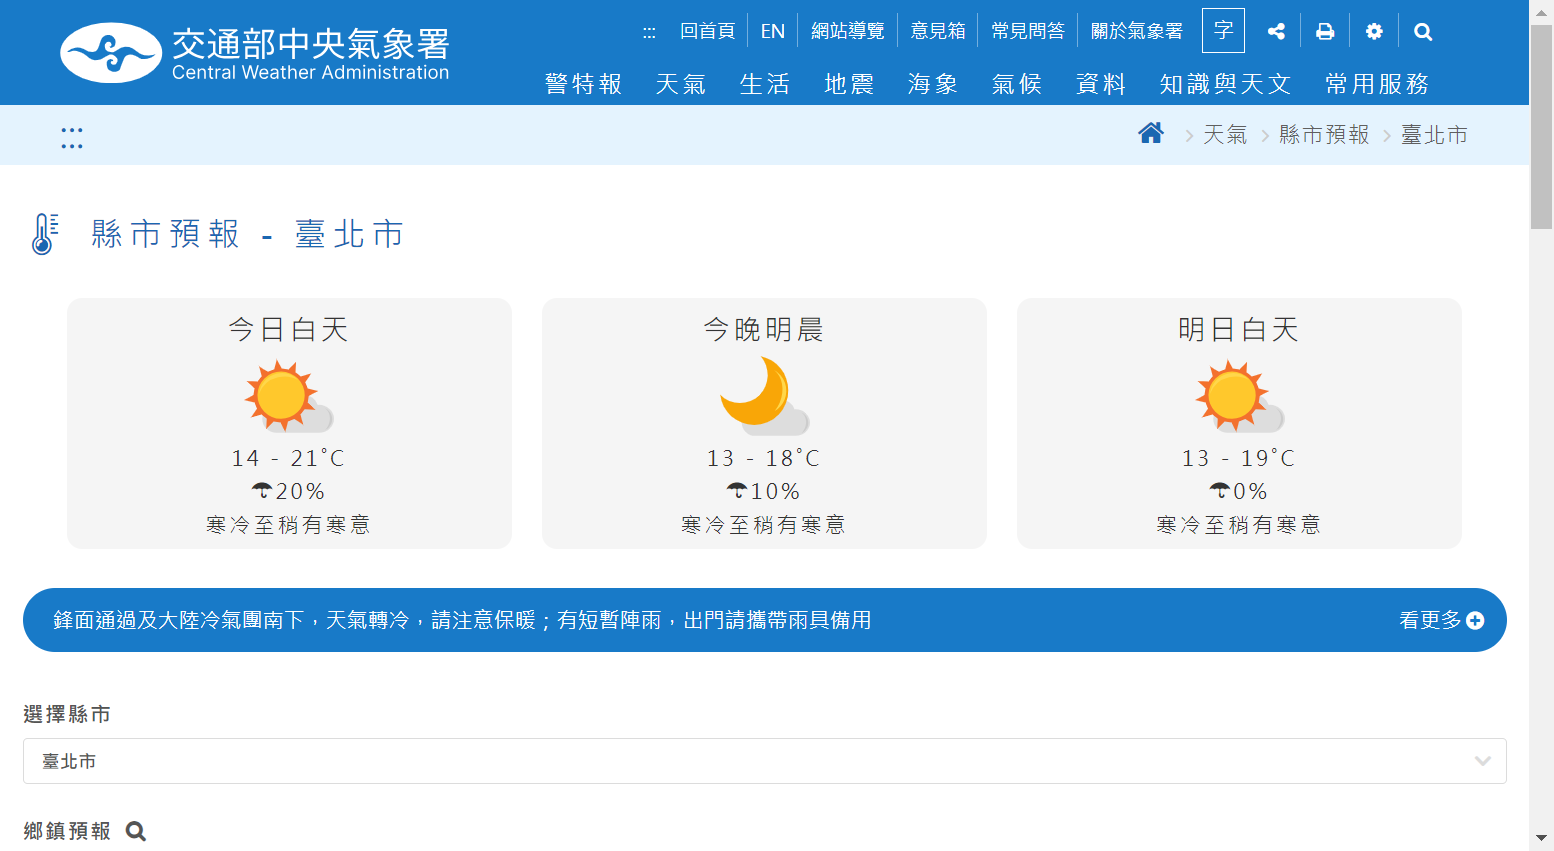 交通部中央氣象署
Central Weather Administration
::: 回首頁 EN 網站導覽 意見箱 常見問答 關於氣象署 字
警特報 天氣 生活 地震 海象 氣候 資料 知識與天文 常用服務
:::
天氣 > 縣市預報 > 臺北市
縣市預報 - 臺北市
今日白天
14 - 21°C
20%
寒冷至稍有寒意
今晚明晨
13 - 18°C
10%
寒冷至稍有寒意
明日白天
13 - 19°C
0%
寒冷至稍有寒意
鋒面通過及大陸冷氣團南下，天氣轉冷，請注意保暖；有短暫陣雨，出門請攜帶雨具備用 看更多
選擇縣市
臺北市
鄉鎮預報